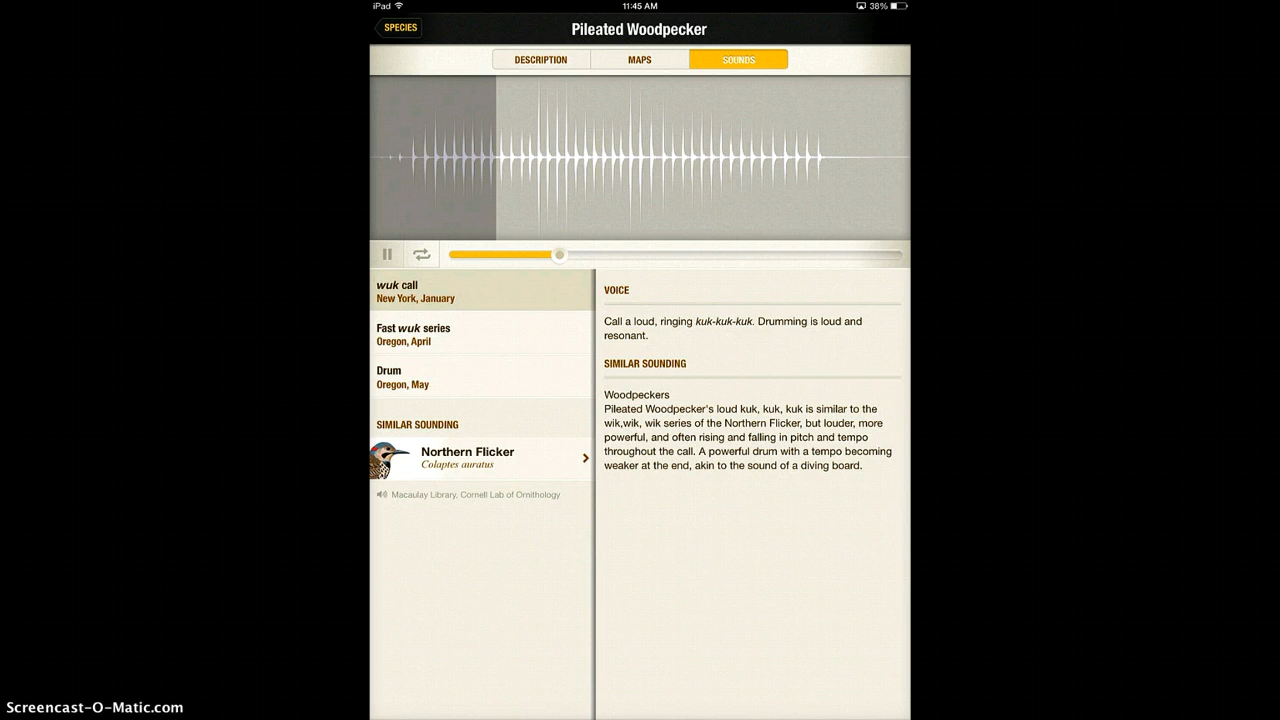 iPad 11:45 AM 38%
SPECIES
Pileated Woodpecker
DESCRIPTION MAPS SOUNDS
wuk call
New York, January
Fast wuk series
Oregon, April
Drum
Oregon, May
SIMILAR SOUNDING
Northern Flicker
Colaptes auratus
Macaulay Library, Cornell Lab of Ornithology
VOICE
Call a loud, ringing kuk-kuk-kuk. Drumming is loud and
resonant.
SIMILAR SOUNDING
Woodpeckers
Pileated Woodpecker's loud kuk, kuk, kuk is similar to the
wik,wik, wik series of the Northern Flicker, but louder, more
powerful, and often rising and falling in pitch and tempo
throughout the call. A powerful drum with a tempo becoming
weaker at the end, akin to the sound of a diving board.
Screencast-O-Matic.com